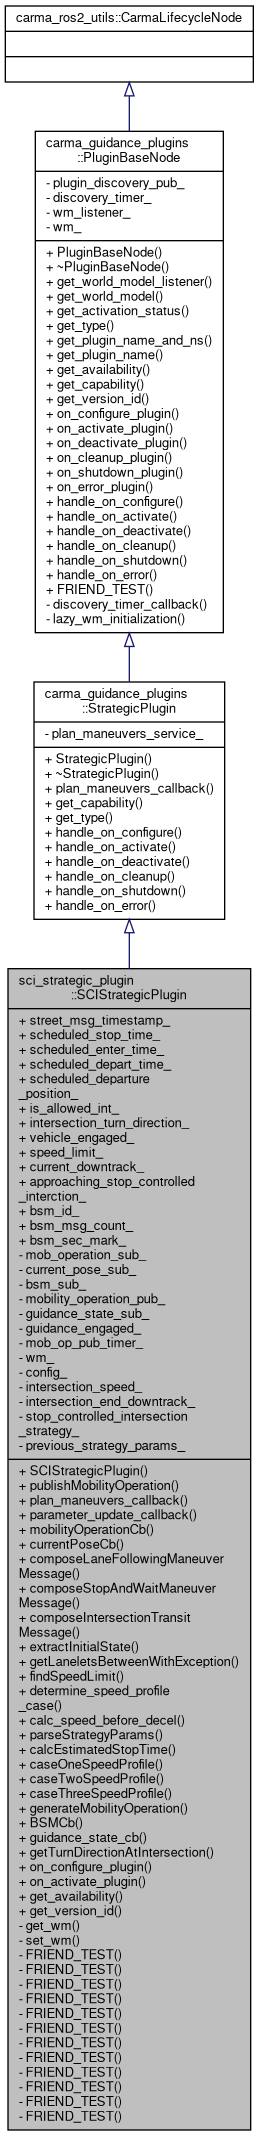 carma_ros2_utils::CarmaLifecycleNode
carma_guidance_plugins
::PluginBaseNode
- plugin_discovery_pub_
- discovery_timer_
- wm_listener_
- wm_
+ PluginBaseNode()
+ ~PluginBaseNode()
+ get_world_model_listener()
+ get_world_model()
+ get_activation_status()
+ get_type()
+ get_plugin_name_and_ns()
+ get_plugin_name()
+ get_availability()
+ get_capability()
+ get_version_id()
+ on_configure_plugin()
+ on_activate_plugin()
+ on_deactivate_plugin()
+ on_cleanup_plugin()
+ on_shutdown_plugin()
+ on_error_plugin()
+ handle_on_configure()
+ handle_on_activate()
+ handle_on_deactivate()
+ handle_on_cleanup()
+ handle_on_shutdown()
+ handle_on_error()
+ FRIEND_TEST()
- discovery_timer_callback()
- lazy_wm_initialization()
carma_guidance_plugins
::StrategicPlugin
- plan_maneuvers_service_
+ StrategicPlugin()
+ ~StrategicPlugin()
+ plan_maneuvers_callback()
+ get_capability()
+ get_type()
+ handle_on_configure()
+ handle_on_activate()
+ handle_on_deactivate()
+ handle_on_cleanup()
+ handle_on_shutdown()
+ handle_on_error()
sci_strategic_plugin
::SCIStrategicPlugin
+ street_msg_timestamp_
+ scheduled_stop_time_
+ scheduled_enter_time_
+ scheduled_depart_time_
+ scheduled_departure
_position_
+ is_allowed_int_
+ intersection_turn_direction_
+ vehicle_engaged_
+ speed_limit_
+ current_downtrack_
+ approaching_stop_controlled
_interction_
+ bsm_id_
+ bsm_msg_count_
+ bsm_sec_mark_
- mob_operation_sub_
- current_pose_sub_
- bsm_sub_
- mobility_operation_pub_
- guidance_state_sub_
- guidance_engaged_
- mob_op_pub_timer_
- wm_
- config_
- intersection_speed_
- intersection_end_downtrack_
- stop_controlled_intersection
_strategy_
- previous_strategy_params_
+ SCIStrategicPlugin()
+ publishMobilityOperation()
+ plan_maneuvers_callback()
+ parameter_update_callback()
+ mobilityOperationCb()
+ currentPoseCb()
+ composeLaneFollowingManeuver
Message()
+ composeStopAndWaitManeuver
Message()
+ composeIntersectionTransit
Message()
+ extractInitialState()
+ getLaneletsBetweenWithException()
+ findSpeedLimit()
+ determine_speed_profile
_case()
+ calc_speed_before_decel()
+ parseStrategyParams()
+ calcEstimatedStopTime()
+ caseOneSpeedProfile()
+ caseTwoSpeedProfile()
+ caseThreeSpeedProfile()
+ generateMobilityOperation()
+ BSMCb()
+ guidance_state_cb()
+ getTurnDirectionAtIntersection()
+ on_configure_plugin()
+ on_activate_plugin()
+ get_availability()
+ get_version_id()
- get_wm()
- set_wm()
- FRIEND_TEST()
- FRIEND_TEST()
- FRIEND_TEST()
- FRIEND_TEST()
- FRIEND_TEST()
- FRIEND_TEST()
- FRIEND_TEST()
- FRIEND_TEST()
- FRIEND_TEST()
- FRIEND_TEST()
- FRIEND_TEST()
- FRIEND_TEST()